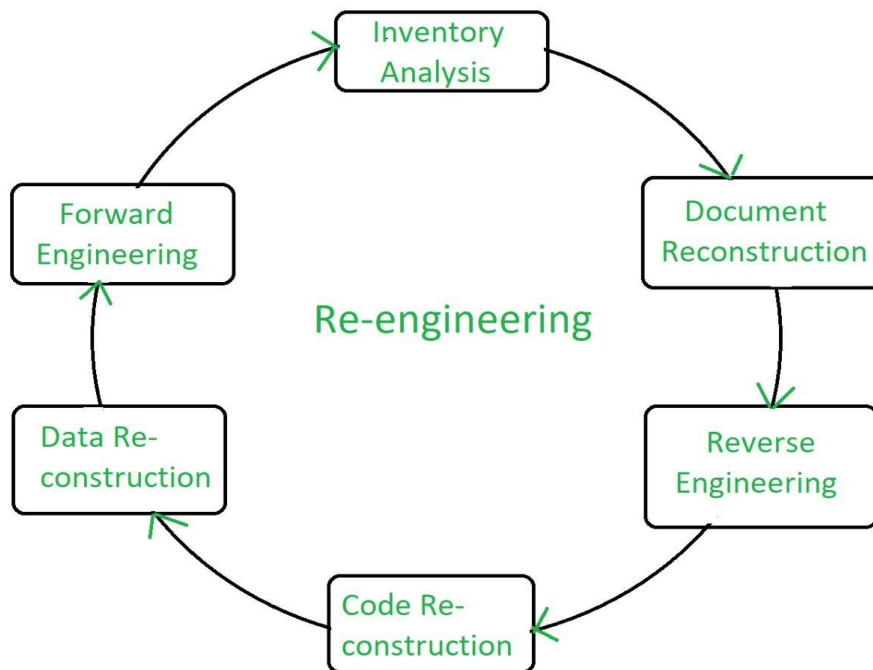 Inventory
Analysis
Document
Reconstruction
Reverse
Engineering
Code Re-
construction
Data Re-
construction
Forward
Engineering
Re-engineering